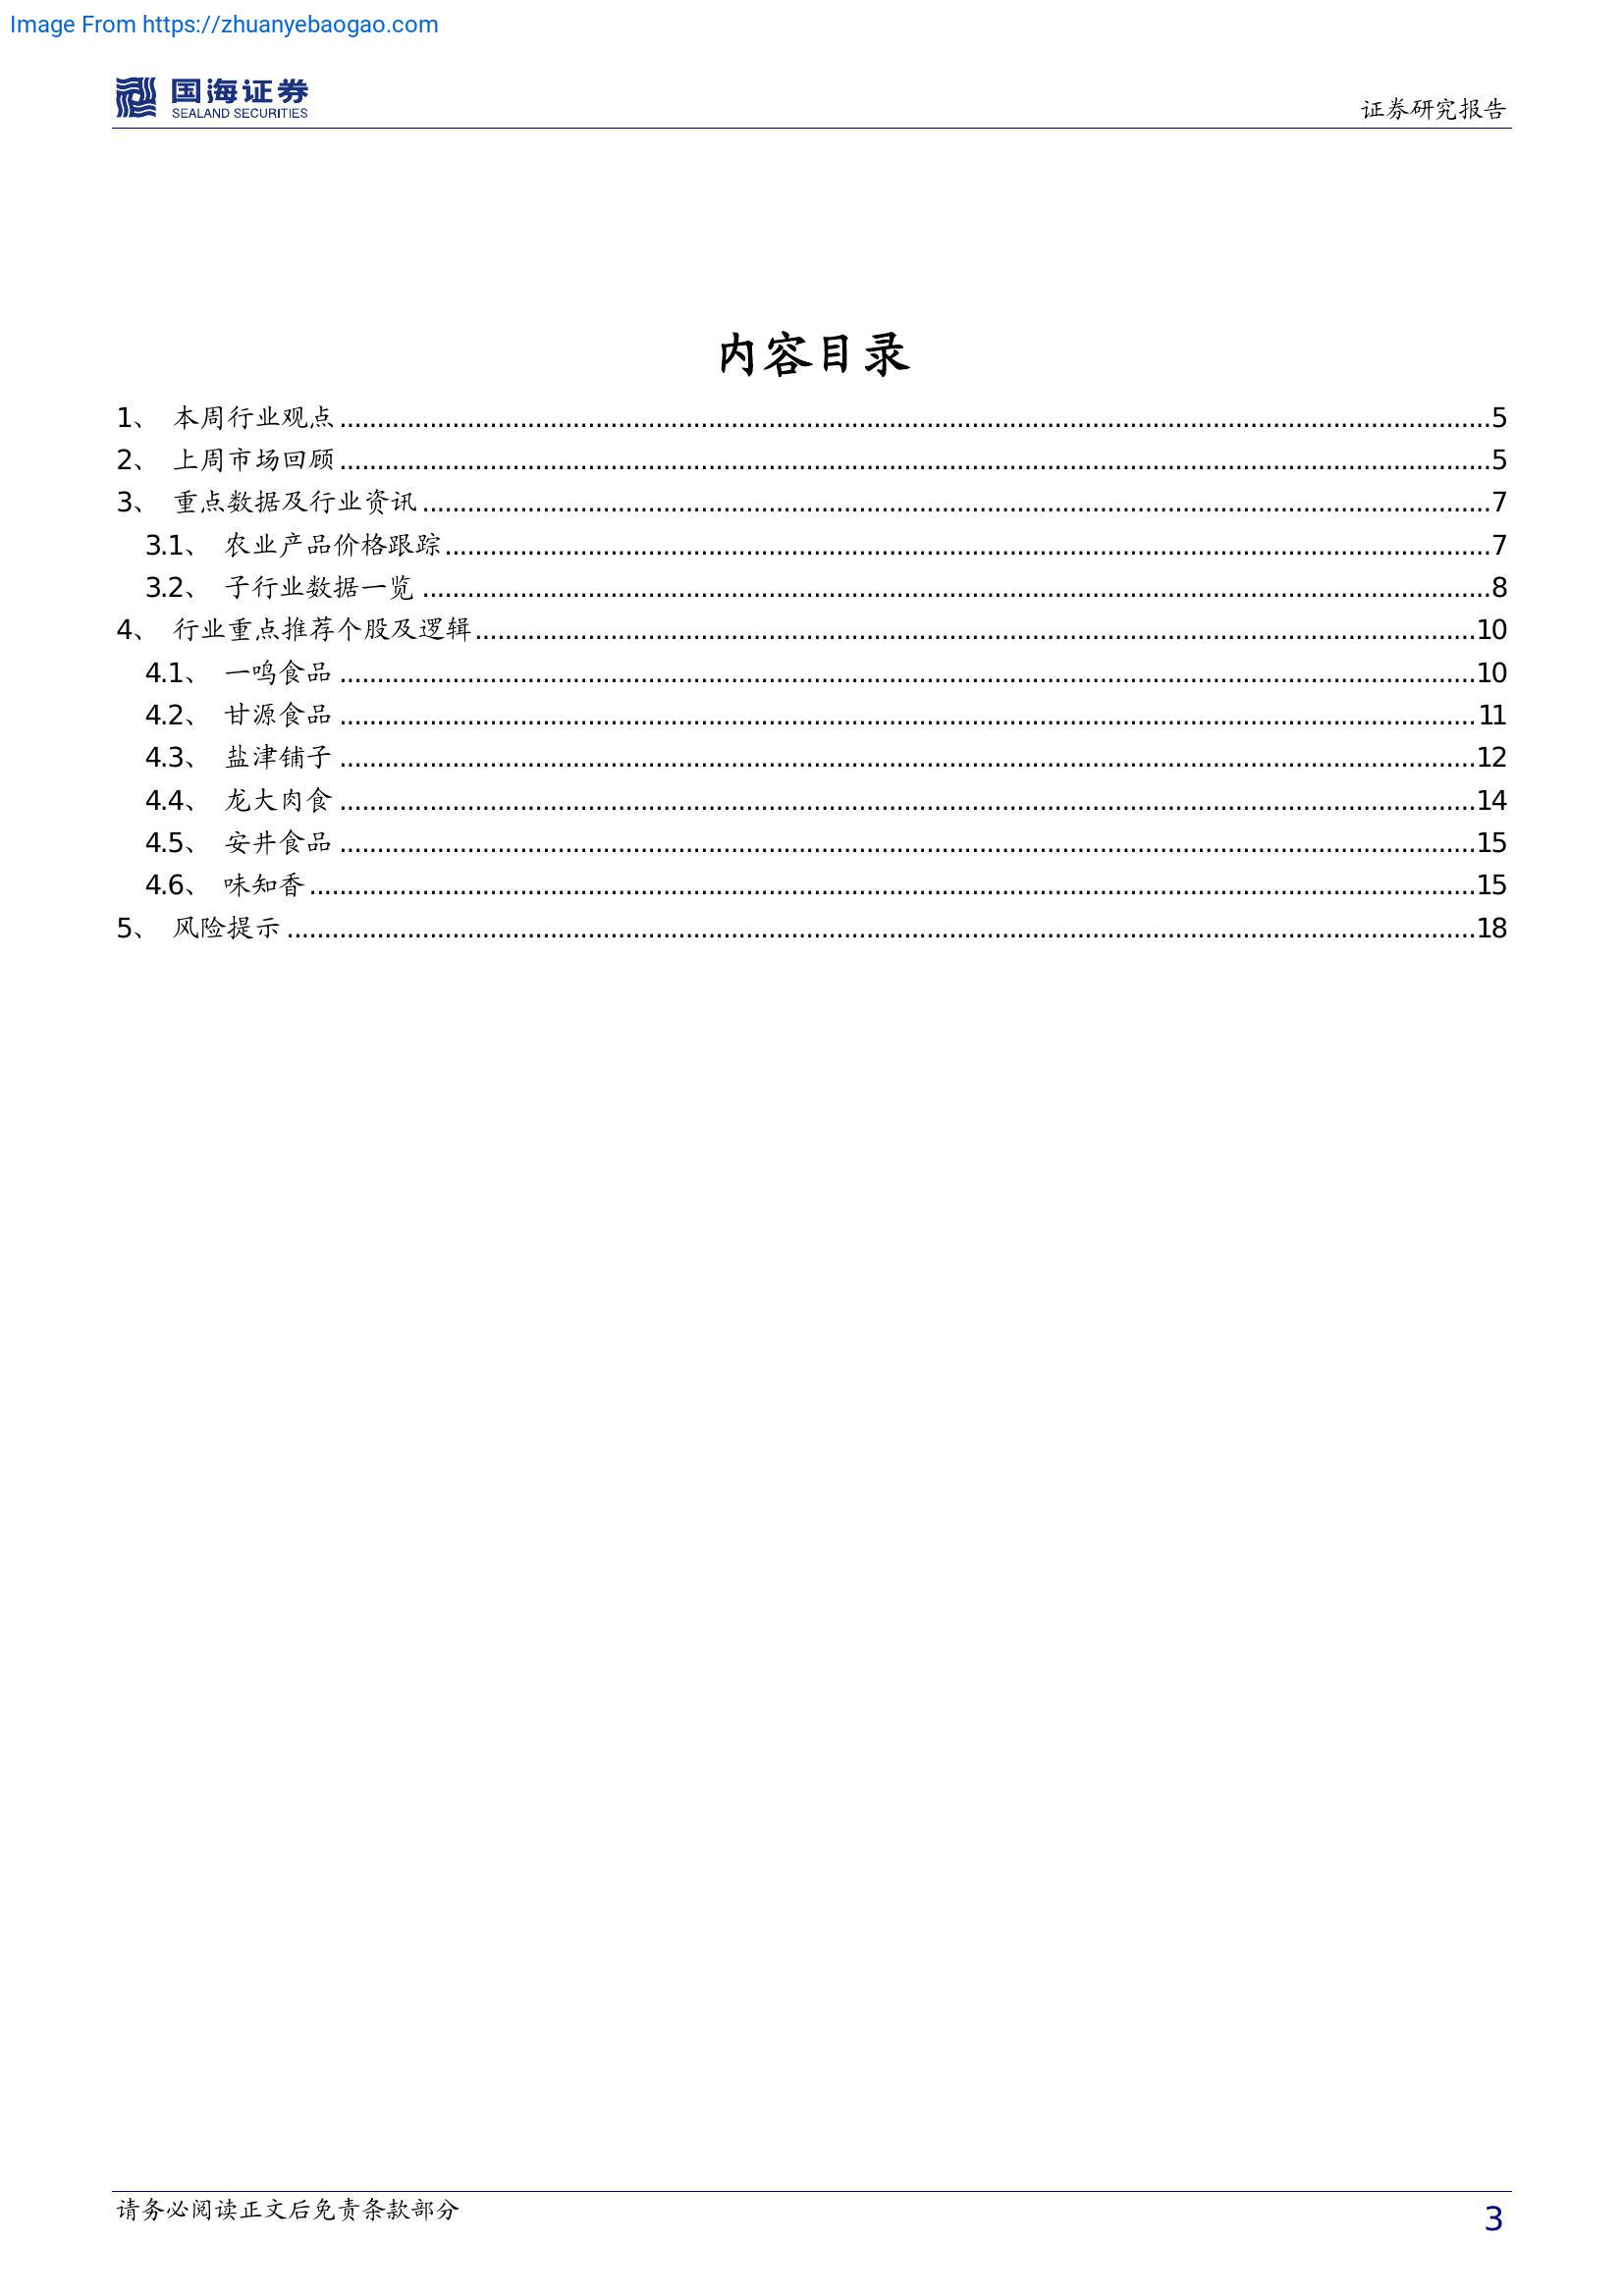 Image From https://zhuanyebaogao.com
国海证券
SEALAND SECURITIES
证券研究报告
内容目录
1、 本周行业观点 5
2、 上周市场回顾 5
3、 重点数据及行业资讯 7
3.1、 农业产品价格跟踪 7
3.2、 子行业数据一览 8
4、 行业重点推荐个股及逻辑 10
4.1、 一鸣食品 10
4.2、 甘源食品 11
4.3、 盐津铺子 12
4.4、 龙大肉食 14
4.5、 安井食品 15
4.6、 味知香 15
5、 风险提示 18
请务必阅读正文后免责条款部分
3